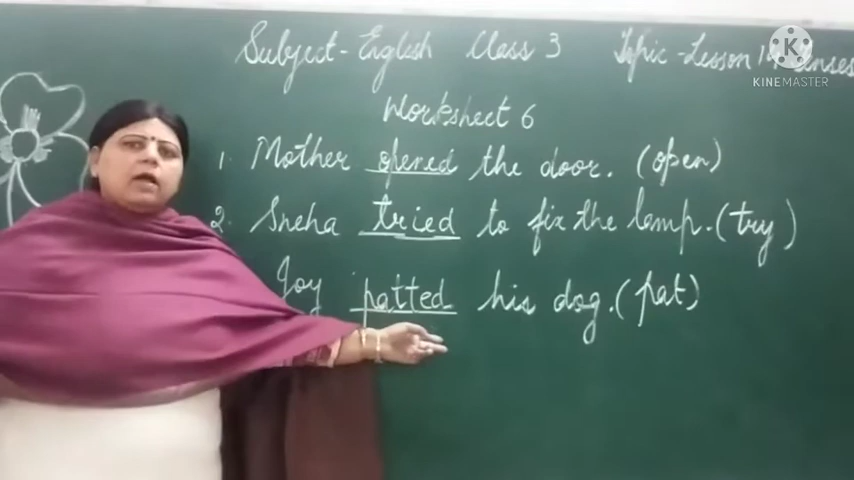 Subject - English Class 3 Topic - Lesson 14 Tenses
Worksheet 6
1. Mother opened the door. (open)
2. Sneha tried to fix the lamp. (try)
Joy patted his dog. (pat)
KINEMASTER